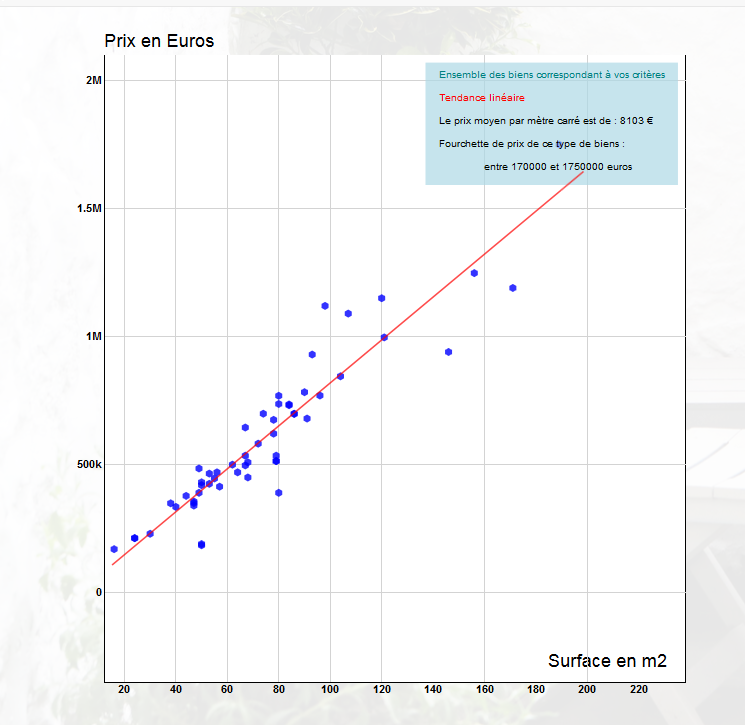 Prix en Euros
Ensemble des biens correspondant à vos critères
Tendance linéaire
Le prix moyen par mètre carré est de : 8103 €
Fourchette de prix de ce type de biens :
entre 170000 et 1750000 euros
2M
1.5M
1M
500k
0
Surface en m2
20 40 60 80 100 120 140 160 180 200 220